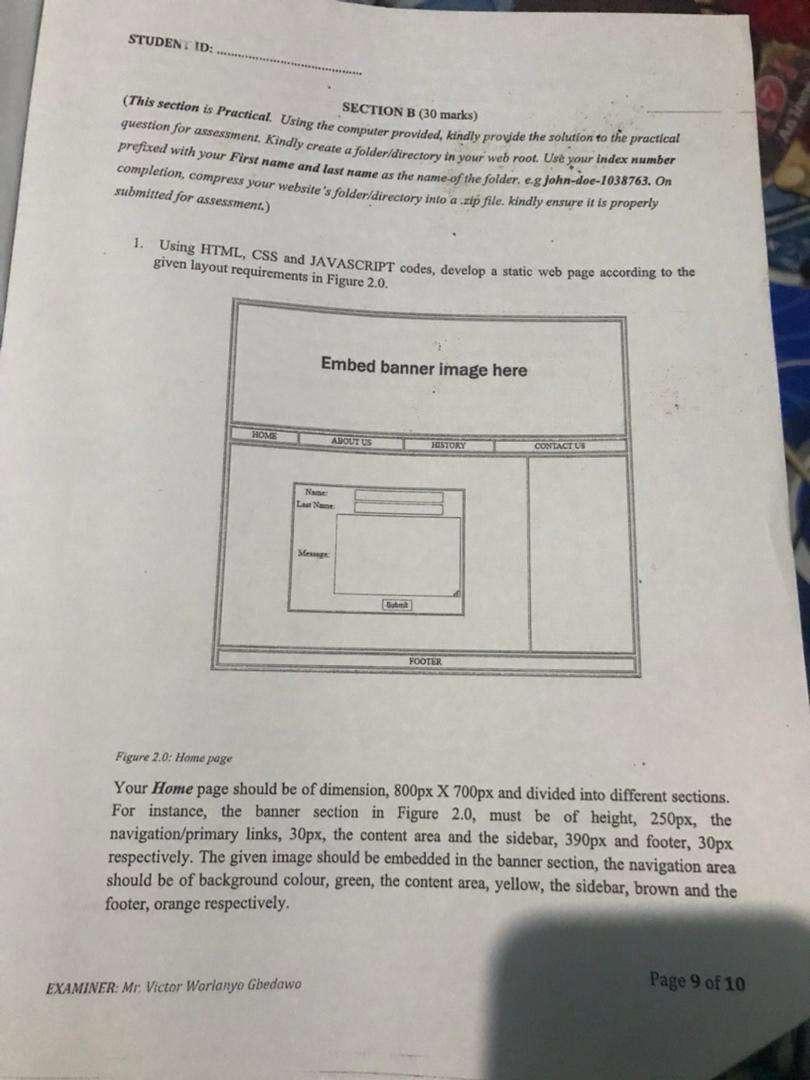 STUDENT ID: ........................................
SECTION B (30 marks)
(This section is Practical. Using the computer provided, kindly provide the solution to the practical
question for assessment. Kindly create a folder/directory in your web root. Use your index number
prefixed with your First name and last name as the name of the folder. e.g john-doe-1038763. On
completion, compress your website's folder/directory into a .zip file. kindly ensure it is properly
submitted for assessment.)
1. Using HTML, CSS and JAVASCRIPT codes, develop a static web page according to the
given layout requirements in Figure 2.0.
Embed banner image here
HOME ABOUT US HISTORY CONTACT US
Name:
Last Name:
Message:
Submit
FOOTER
Figure 2.0: Home page
Your Home page should be of dimension, 800px X 700px and divided into different sections.
For instance, the banner section in Figure 2.0, must be of height, 250px, the
navigation/primary links, 30px, the content area and the sidebar, 390px and footer, 30px
respectively. The given image should be embedded in the banner section, the navigation area
should be of background colour, green, the content area, yellow, the sidebar, brown and the
footer, orange respectively.
EXAMINER: Mr. Victor Worlanyo Gbedawo
Page 9 of 10